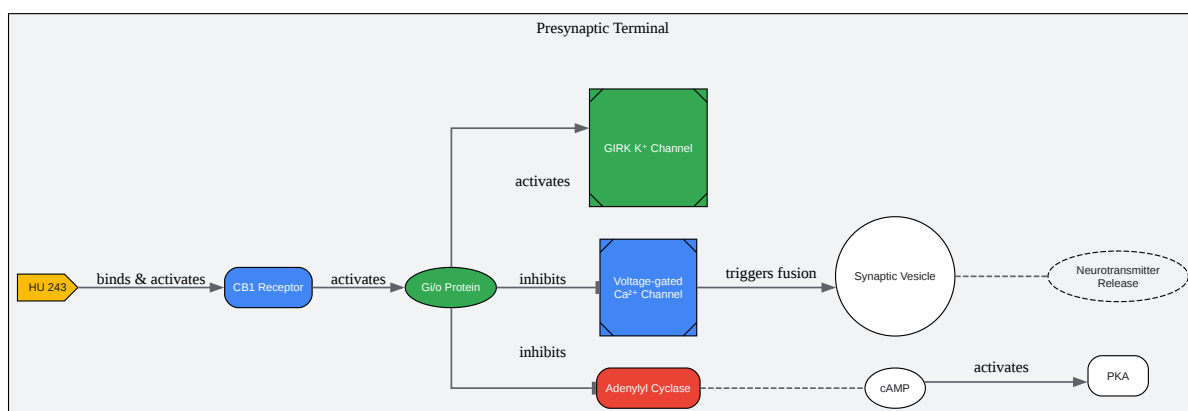 Presynaptic Terminal
GIRK K⁺ Channel
activates
HU 243
binds & activates
CB1 Receptor
activates
Gi/o Protein
inhibits
Voltage-gated
Ca²⁺ Channel
triggers fusion
Synaptic Vesicle
Neurotransmitter
Release
inhibits
Adenylyl Cyclase
cAMP
activates
PKA